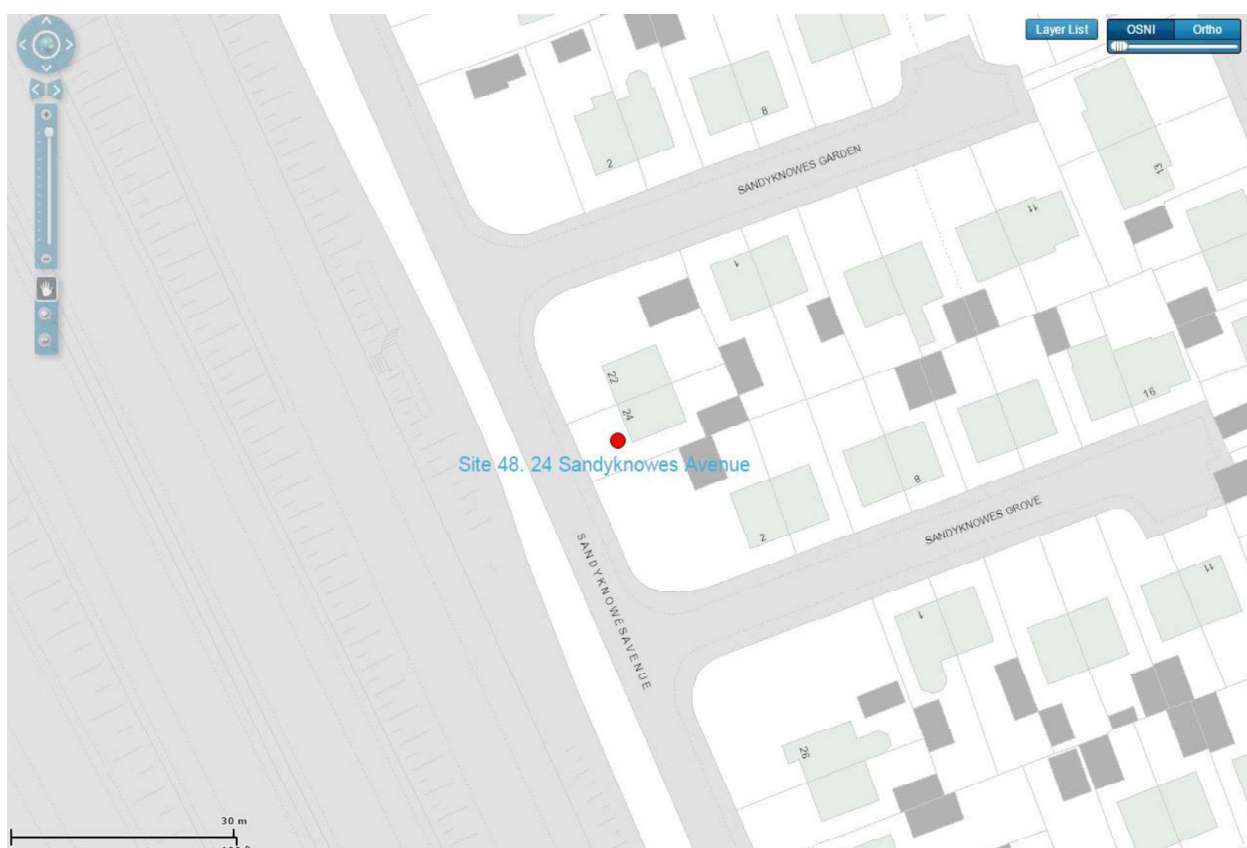 Layer List
OSNI
Ortho
8
2
SANDYKNOWES GARDEN
13
11
1
22
24
Site 48. 24 Sandyknowes Avenue
16
8
2
SANDYKNOWES GROVE
SANDYKNOWESAVENUE
11
1
26
30 m